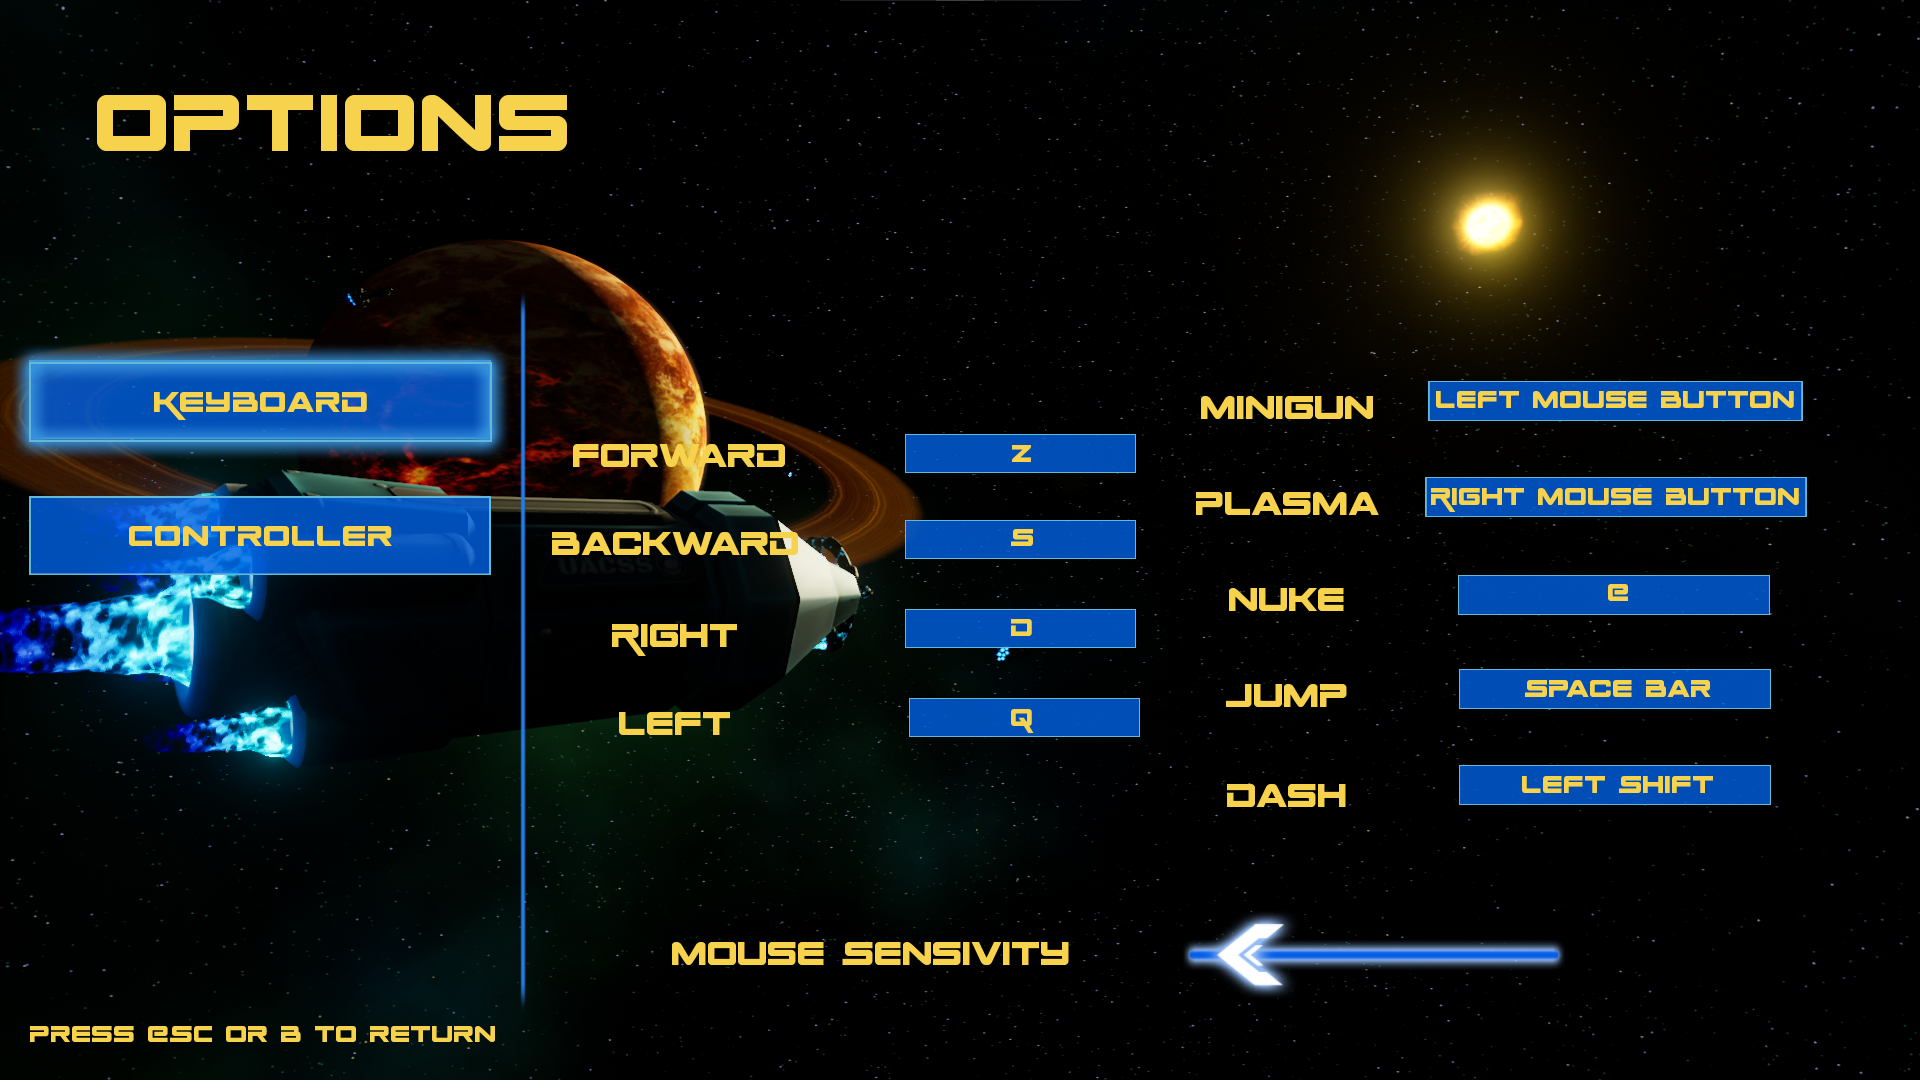 OPTIONS
KEYBOARD
CONTROLLER
FORWARD
Z
BACKWARD
S
RIGHT
D
LEFT
Q
MINIGUN
LEFT MOUSE BUTTON
PLASMA
RIGHT MOUSE BUTTON
NUKE
E
JUMP
SPACE BAR
DASH
LEFT SHIFT
MOUSE SENSIVITY
PRESS ESC OR B TO RETURN